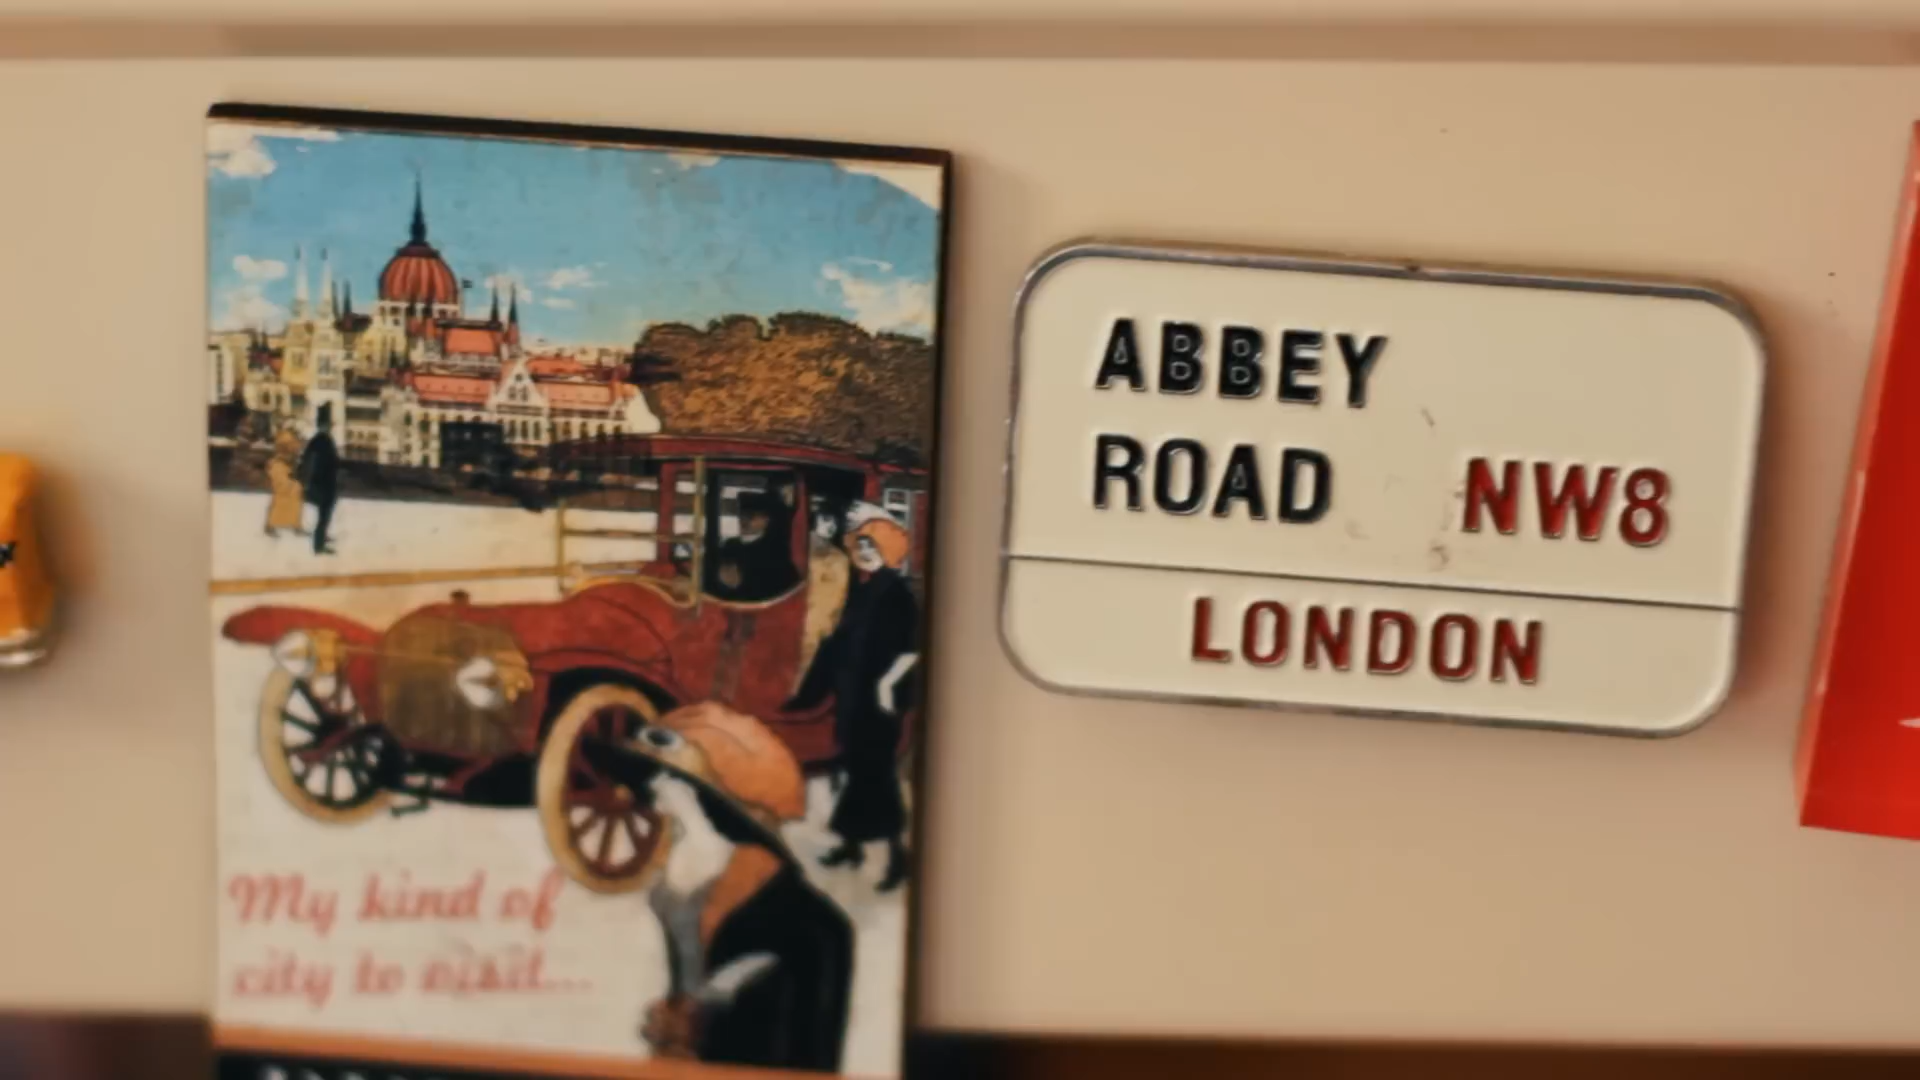 My kind of
city to visit...
ABBEY
ROAD NW8
LONDON